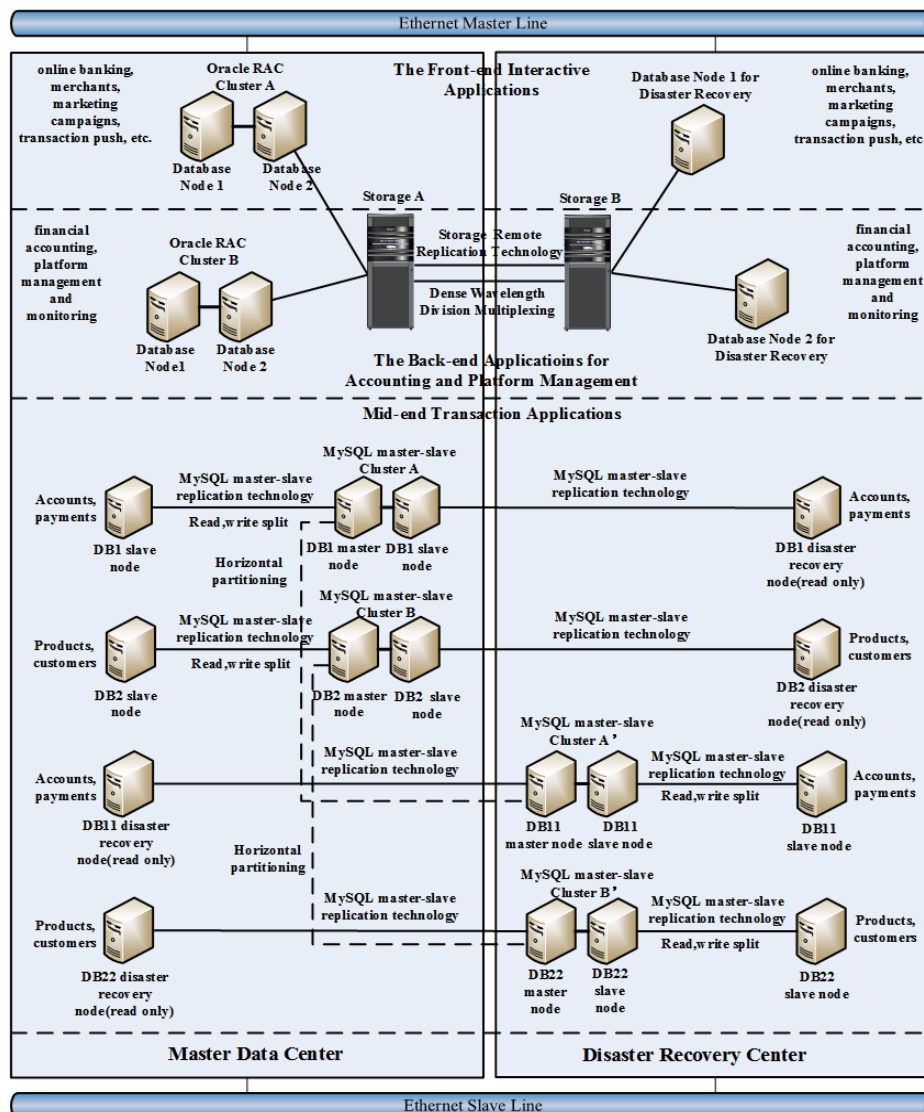 Ethernet Master Line
online banking,
merchants,
marketing
campaigns,
transaction push, etc.
Oracle RAC
Cluster A
Database
Node 1
Database
Node 2
The Front-end Interactive
Applications
Database Node 1 for
Disaster Recovery
online banking,
merchants,
marketing
campaigns,
transaction push, etc.
Storage A
Storage B
financial
accounting,
platform
management
and
monitoring
Oracle RAC
Cluster B
Database
Node1
Database
Node 2
Storage Remote
Replication Technology
Dense Wavelength
Division Multiplexing
Database Node 2 for
Disaster Recovery
financial
accounting,
platform
management
and
monitoring
The Back-end Applicatioins for
Accounting and Platform Management
Mid-end Transaction Applications
Accounts,
payments
DB1 slave
node
MySQL master-slave
replication technology
Read,write split
MySQL master-slave
Cluster A
DB1 master
node
DB1 slave
node
MySQL master-slave
replication technology
Accounts,
payments
DB1 disaster
recovery
node(read only)
Horizontal
partitioning
Products,
customers
DB2 slave
node
MySQL master-slave
replication technology
Read,write split
MySQL master-slave
Cluster B
DB2 master
node
DB2 slave
node
MySQL master-slave
replication technology
Products,
customers
DB2 disaster
recovery
node(read only)
Accounts,
payments
DB11 disaster
recovery
node(read only)
MySQL master-slave
replication technology
MySQL master-slave
Cluster A’
DB11
master node
DB11
slave node
MySQL master-slave
replication technology
Read,write split
Accounts,
payments
DB11
slave node
Horizontal
partitioning
Products,
customers
DB22 disaster
recovery
node(read only)
MySQL master-slave
replication technology
MySQL master-slave
Cluster B’
DB22
master
node
DB22
slave
node
MySQL master-slave
replication technology
Read,write split
Products,
customers
DB22
slave node
Master Data Center
Disaster Recovery Center
Ethernet Slave Line